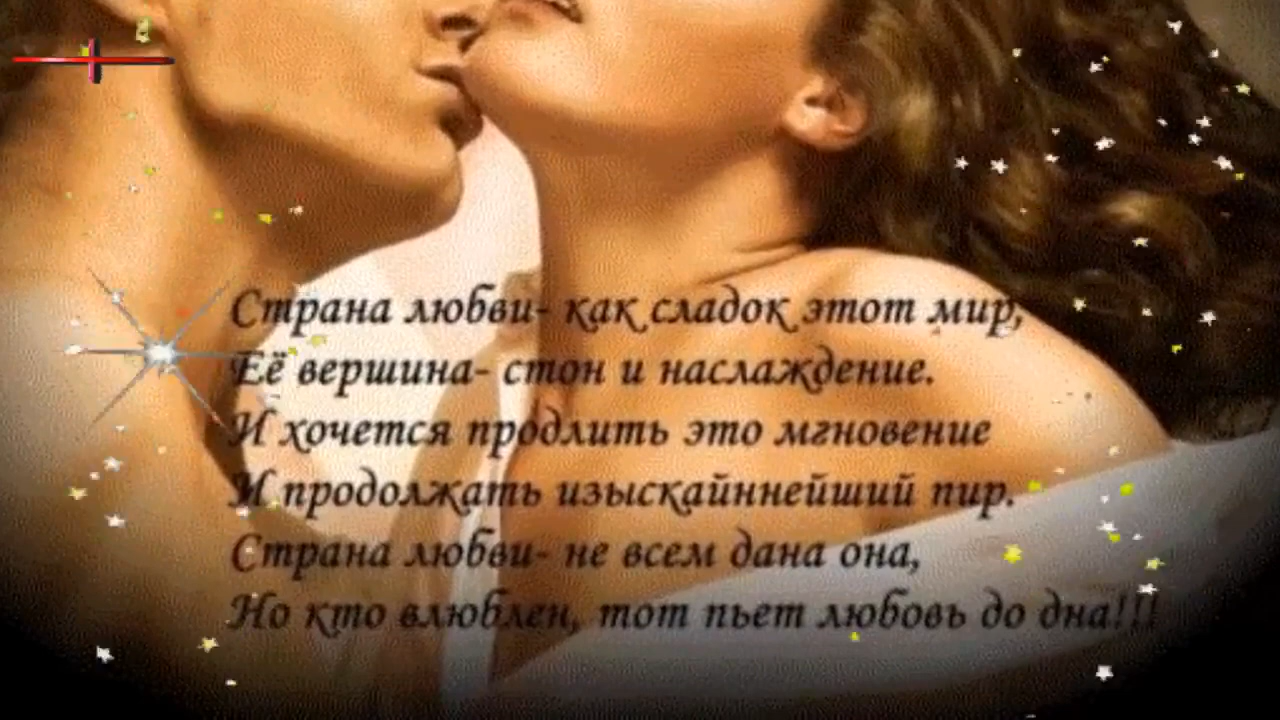 Страна любви- как сладок этот мир,
Её вершина- стон и наслаждение.
И хочется продлить это мгновение
И продолжать изыскайннейший пир.
Страна любви- не всем дана она,
Но кто влюблен, тот пьет любовь до дна!!!